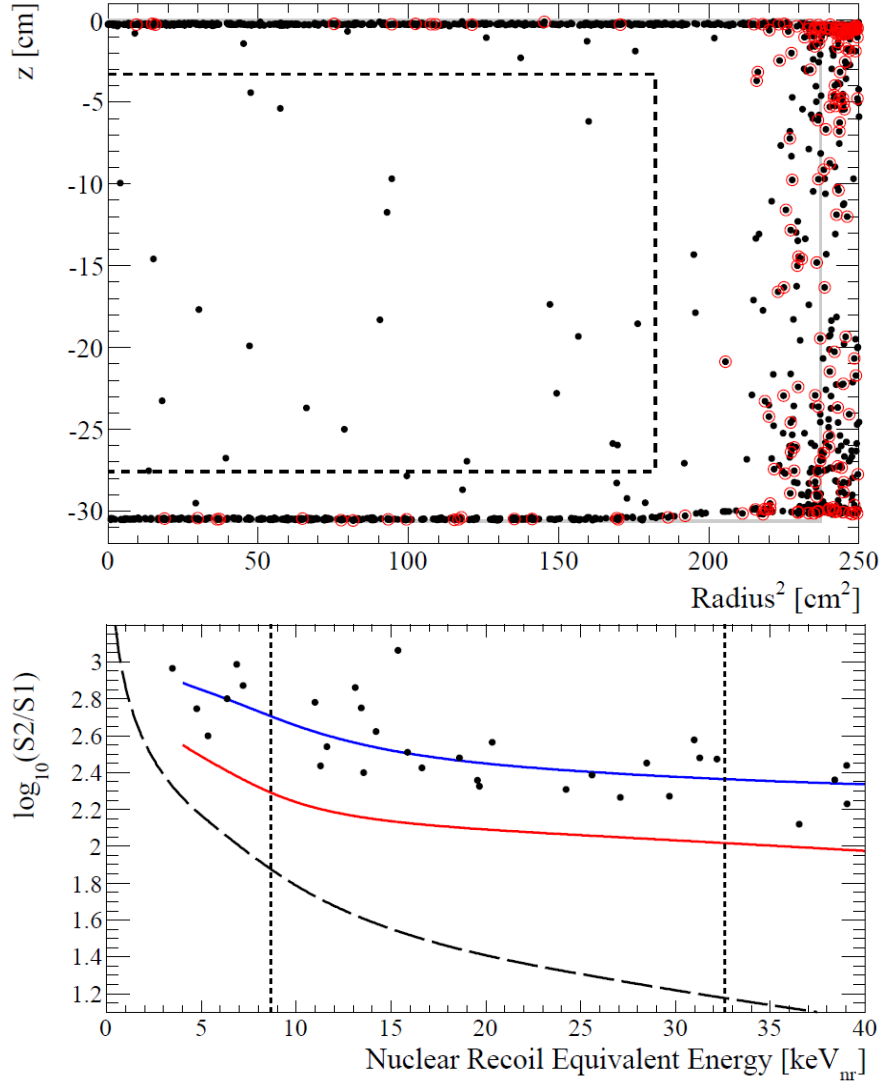 z [cm]
0
-5
-10
-15
-20
-25
-30
0 50 100 150 200 250
Radius² [cm²]
log₁₀(S2/S1)
3
2.8
2.6
2.4
2.2
2
1.8
1.6
1.4
1.2
0 5 10 15 20 25 30 35 40
Nuclear Recoil Equivalent Energy [keVₙᵣ]